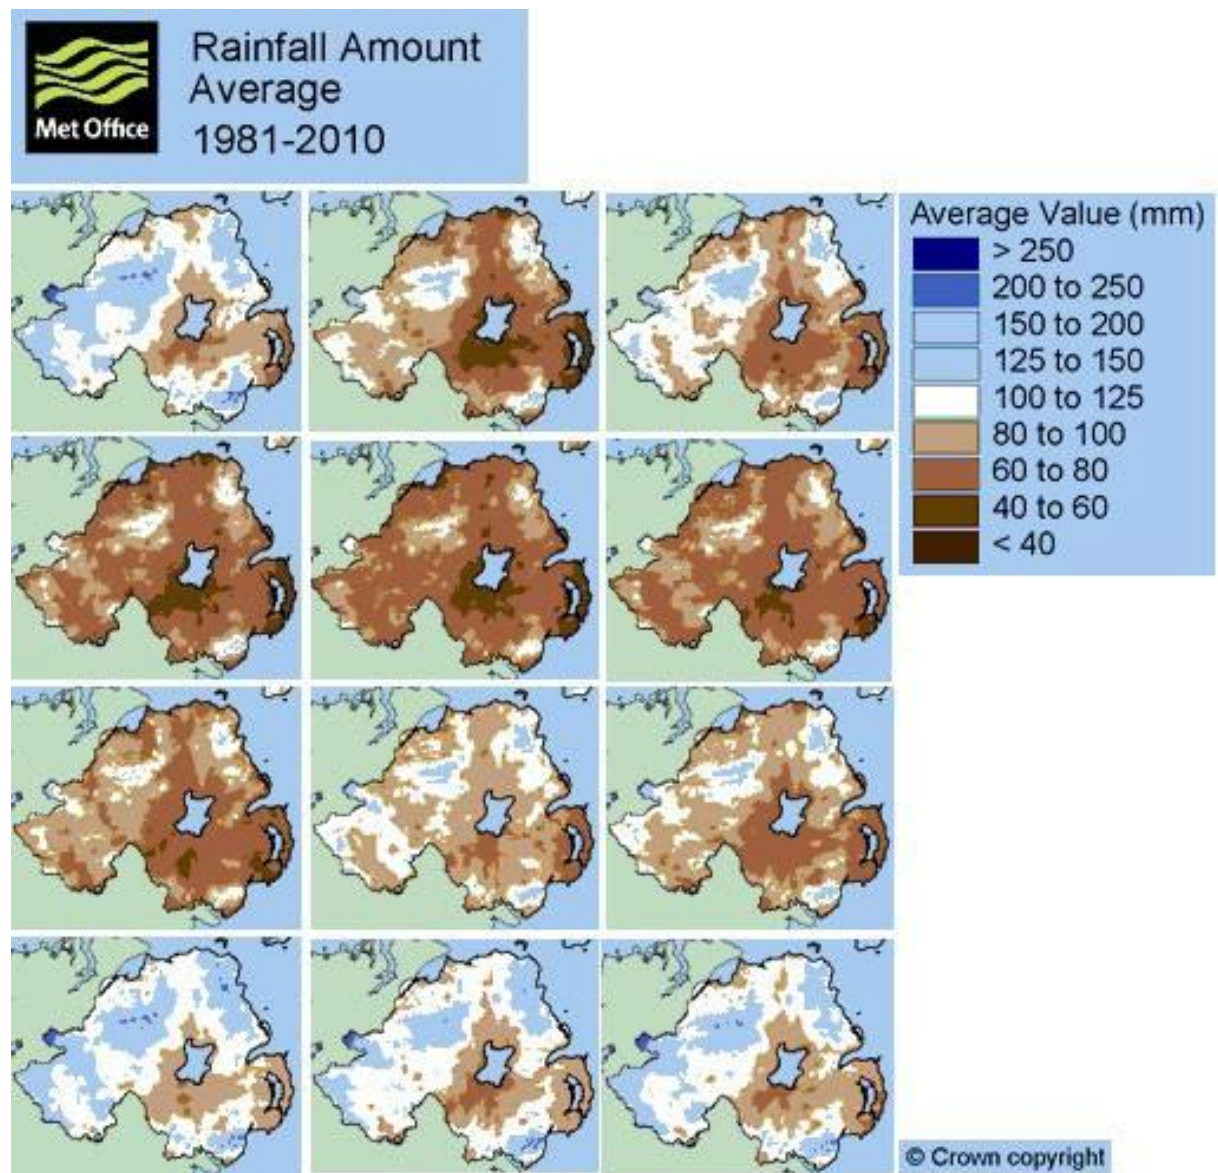 Met Office
Rainfall Amount
Average
1981-2010
Average Value (mm)
> 250
200 to 250
150 to 200
125 to 150
100 to 125
80 to 100
60 to 80
40 to 60
< 40
© Crown copyright